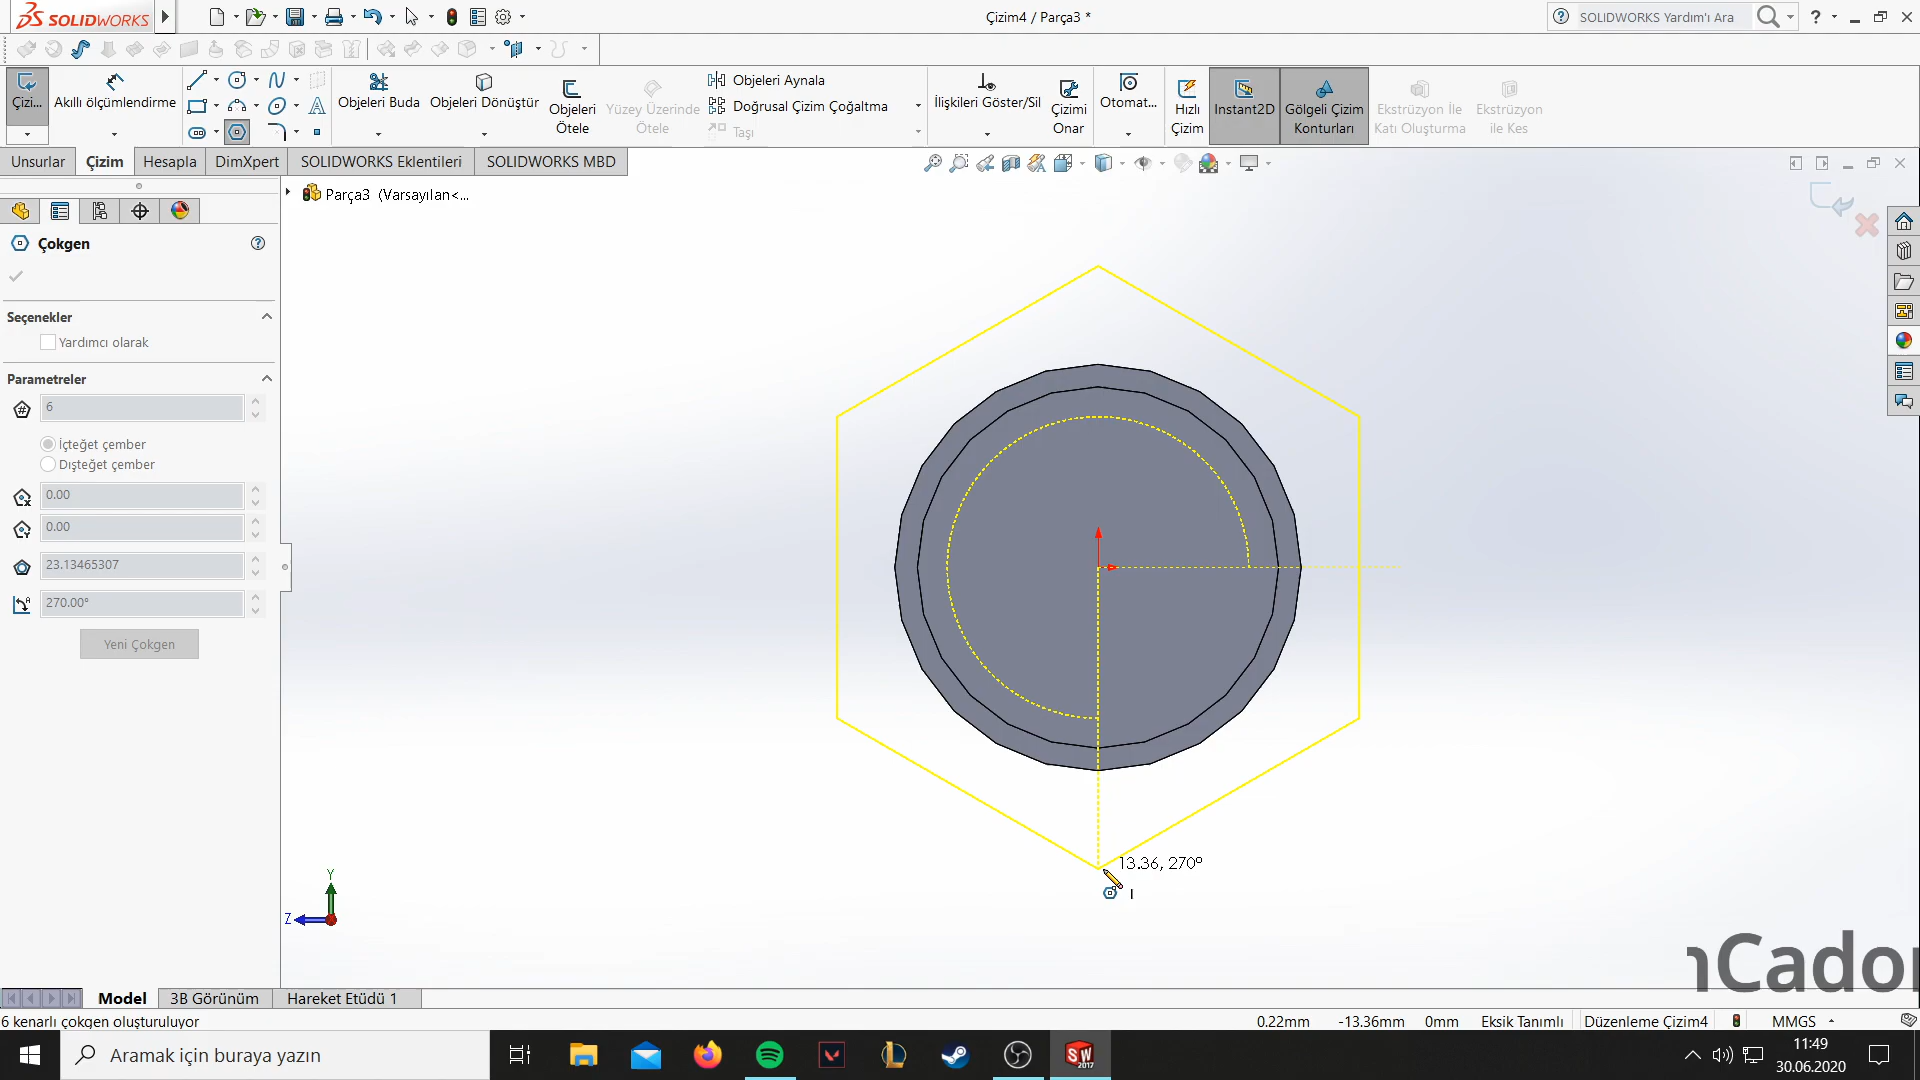 SOLIDWORKS
Çizim4 / Parça3 *
SOLIDWORKS Yardım'ı Ara
?
Çizi...
Akıllı ölçümlendirme
Objeleri Buda
Objeleri Dönüştür
Objeleri
Ötele
Yüzey Üzerinde
Ötele
Objeleri Aynala
Doğrusal Çizim Çoğaltma
Taşı
İlişkileri Göster/Sil
Çizimi
Onar
Otomat...
Hızlı
Çizim
Instant2D
Gölgeli Çizim
Konturları
Ekstrüzyon İle
Katı Oluşturma
Ekstrüzyon
ile Kes
Unsurlar
Çizim
Hesapla
DimXpert
SOLIDWORKS Eklentileri
SOLIDWORKS MBD
Parça3 (Varsayılan<...
Çokgen
Seçenekler
Yardımcı olarak
Parametreler
6
İçteğet çember
Dışteğet çember
0.00
0.00
23.13465307
270.00°
Yeni Çokgen
13.36, 270°
Y
Z
nCador
Model
3B Görünüm
Hareket Etüdü 1
6 kenarlı çokgen oluşturuluyor
0.22mm
-13.36mm
0mm
Eksik Tanımlı
Düzenleme Çizim4
MMGS
Aramak için buraya yazın
SW
2017
11:49
30.06.2020